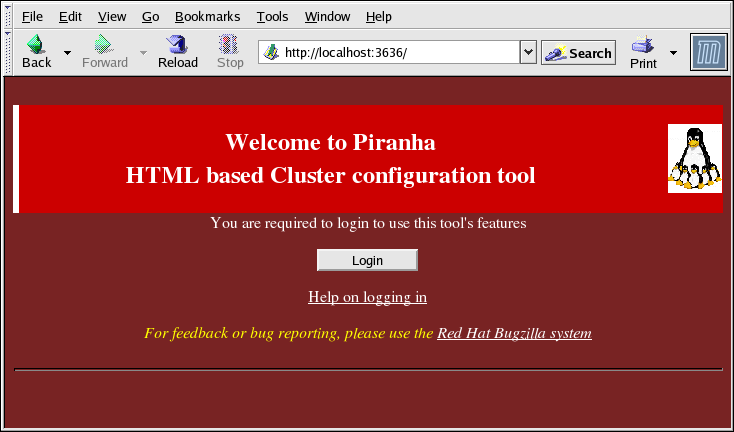 File Edit View Go Bookmarks Tools Window Help
Back Forward Reload Stop http://localhost:3636/ Search Print
Welcome to Piranha
HTML based Cluster configuration tool
You are required to login to use this tool's features
Login
Help on logging in
For feedback or bug reporting, please use the Red Hat Bugzilla system